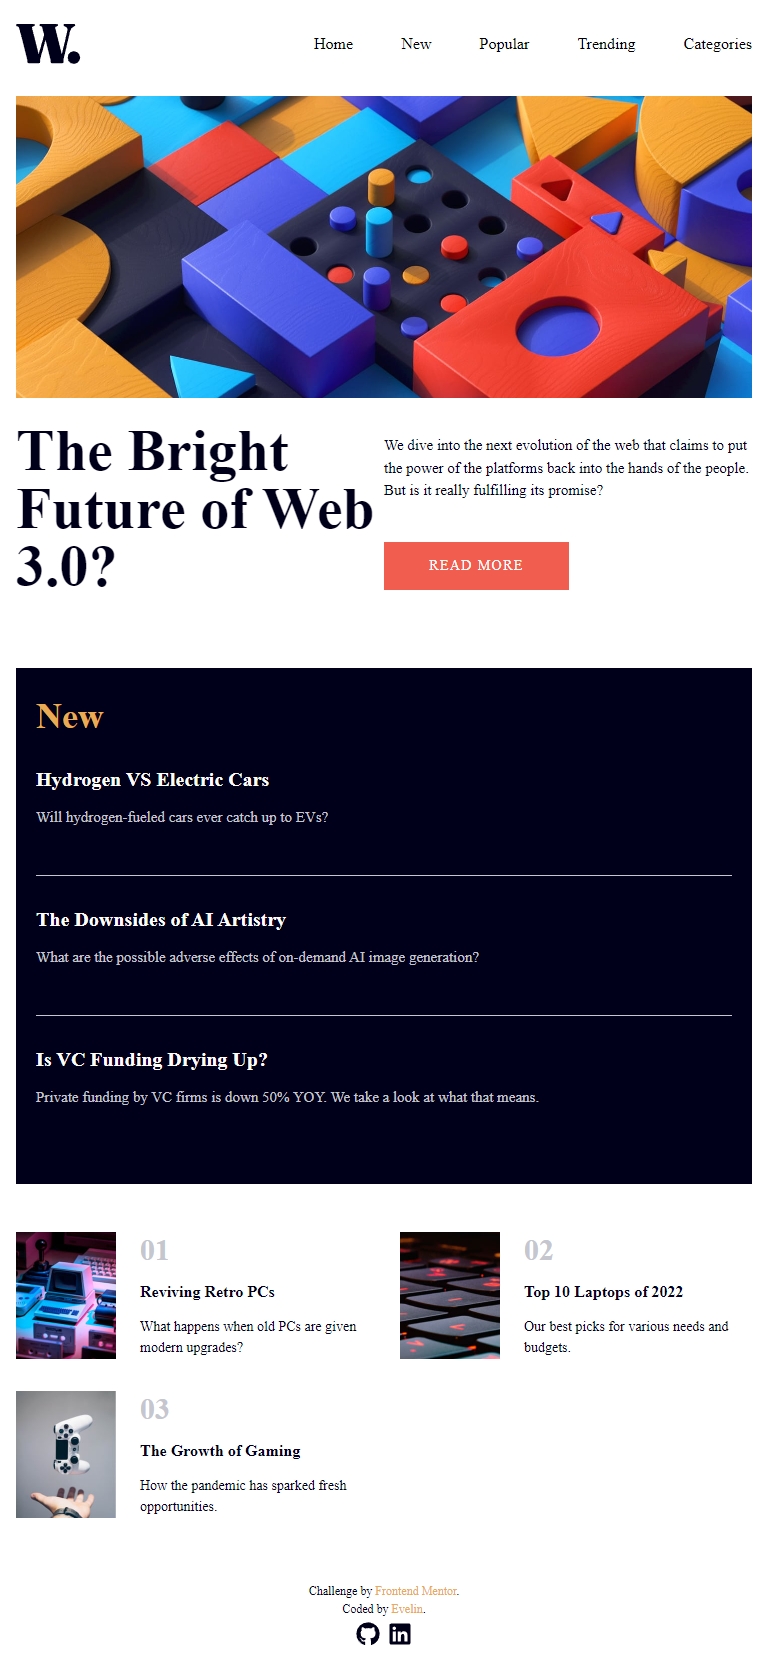 W.
Home New Popular Trending Categories
The Bright
Future of Web
3.0?
We dive into the next evolution of the web that claims to put
the power of the platforms back into the hands of the people.
But is it really fulfilling its promise?
READ MORE
New
Hydrogen VS Electric Cars
Will hydrogen-fueled cars ever catch up to EVs?
The Downsides of AI Artistry
What are the possible adverse effects of on-demand AI image generation?
Is VC Funding Drying Up?
Private funding by VC firms is down 50% YOY. We take a look at what that means.
01
Reviving Retro PCs
What happens when old PCs are given
modern upgrades?
02
Top 10 Laptops of 2022
Our best picks for various needs and
budgets.
03
The Growth of Gaming
How the pandemic has sparked fresh
opportunities.
Challenge by Frontend Mentor.
Coded by Evelin.
in